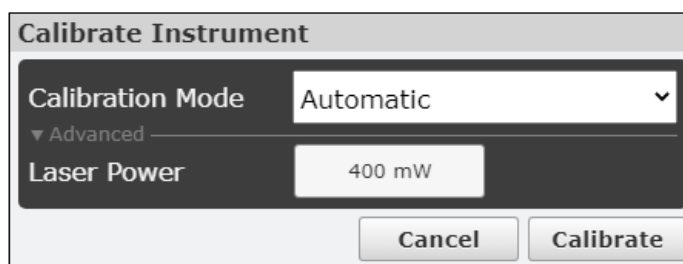 Calibrate Instrument
Calibration Mode Automatic
▼ Advanced
Laser Power 400 mW
Cancel Calibrate